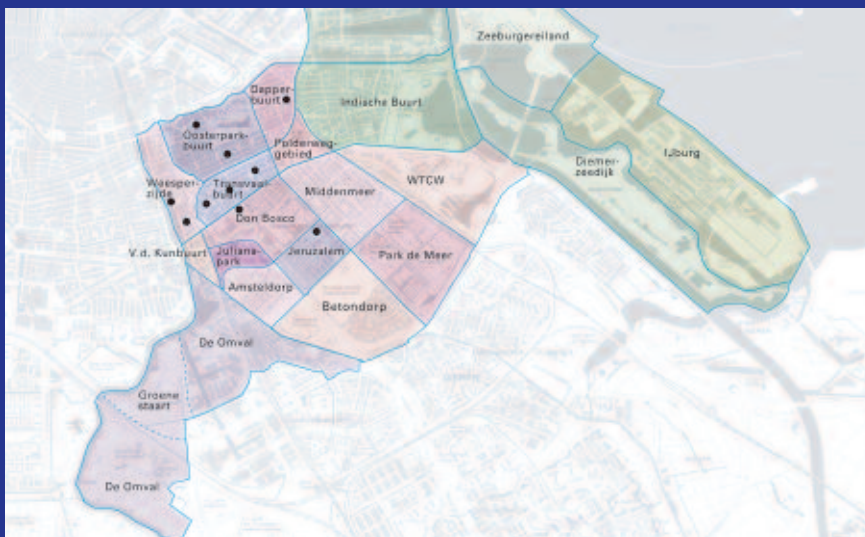 Zeeburgereiland
Dapper-
buurt
Indische Buurt
Oosterpark-
buurt
Polderweg-
gebied
IJburg
Diemer-
zeedijk
Weesper-
zijde
Transvaal-
buurt
Middenmeer
WTCW
Don Bosco
V.d. Kunbuurt
Juliana-
park
Jeruzalem
Park de Meer
Amsteldorp
Betondorp
De Omval
Groene
staart
De Omval